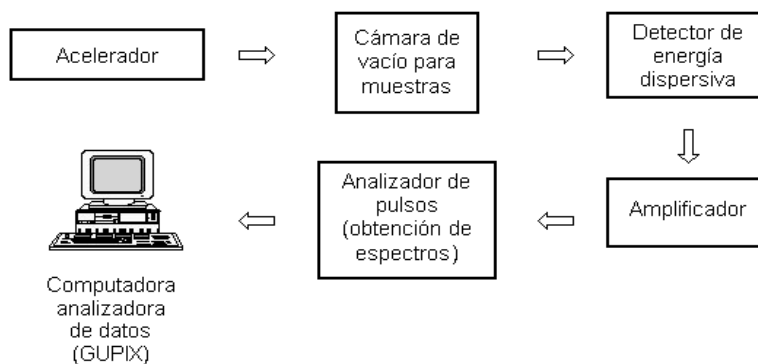 Acelerador
Cámara de
vacío para
muestras
Detector de
energía
dispersiva
Amplificador
Analizador de
pulsos
(obtención de
espectros)
Computadora
analizadora
de datos
(GUPIX)